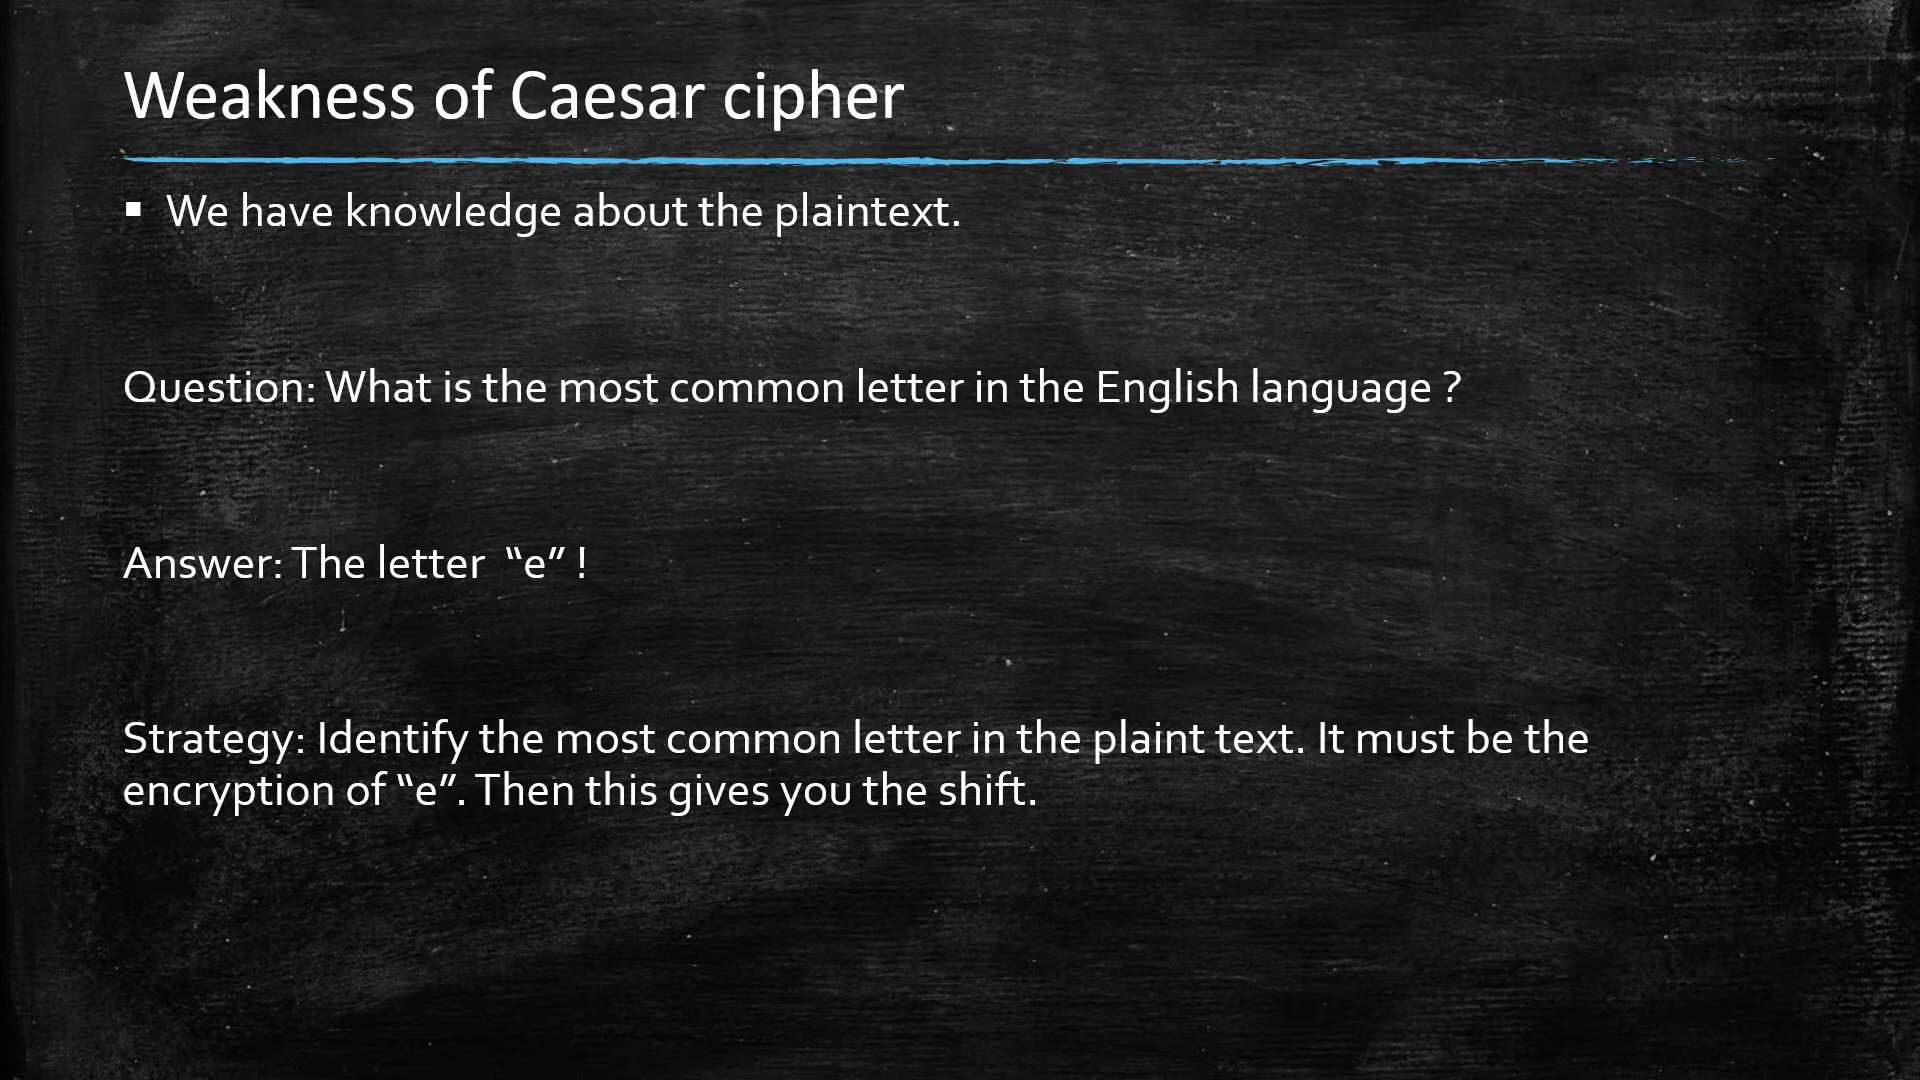 Weakness of Caesar cipher
▪ We have knowledge about the plaintext.
Question: What is the most common letter in the English language ?
Answer: The letter “e” !
Strategy: Identify the most common letter in the plaint text. It must be the
encryption of “e”. Then this gives you the shift.